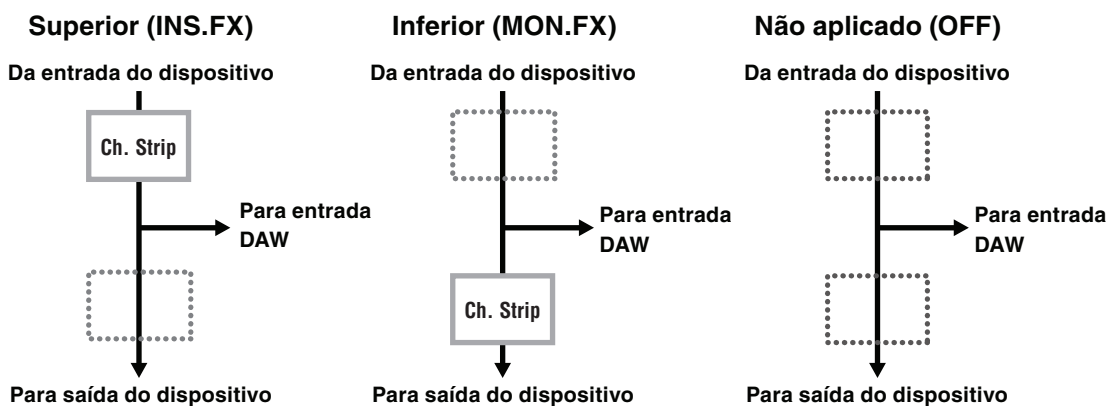 Superior (INS.FX)
Da entrada do dispositivo
Ch. Strip
Para entrada
DAW
Para saída do dispositivo
Inferior (MON.FX)
Da entrada do dispositivo
Para entrada
DAW
Ch. Strip
Para saída do dispositivo
Não aplicado (OFF)
Da entrada do dispositivo
Para entrada
DAW
Para saída do dispositivo